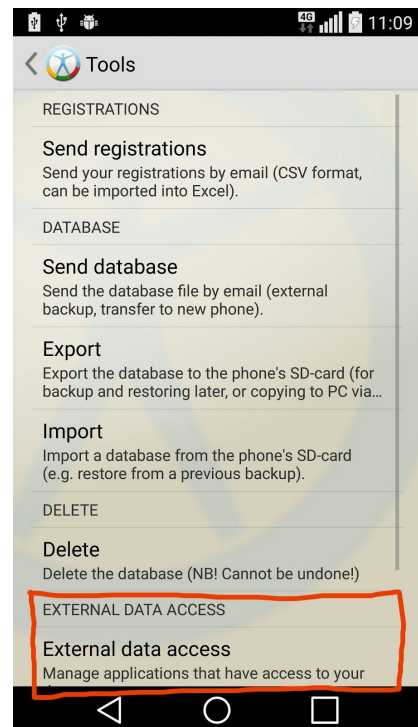 4G 11:09
Tools
REGISTRATIONS
Send registrations
Send your registrations by email (CSV format,
can be imported into Excel).
DATABASE
Send database
Send the database file by email (external
backup, transfer to new phone).
Export
Export the database to the phone's SD-card (for
backup and restoring later, or copying to PC via...
Import
Import a database from the phone's SD-card
(e.g. restore from a previous backup).
DELETE
Delete
Delete the database (NB! Cannot be undone!)
EXTERNAL DATA ACCESS
External data access
Manage applications that have access to your